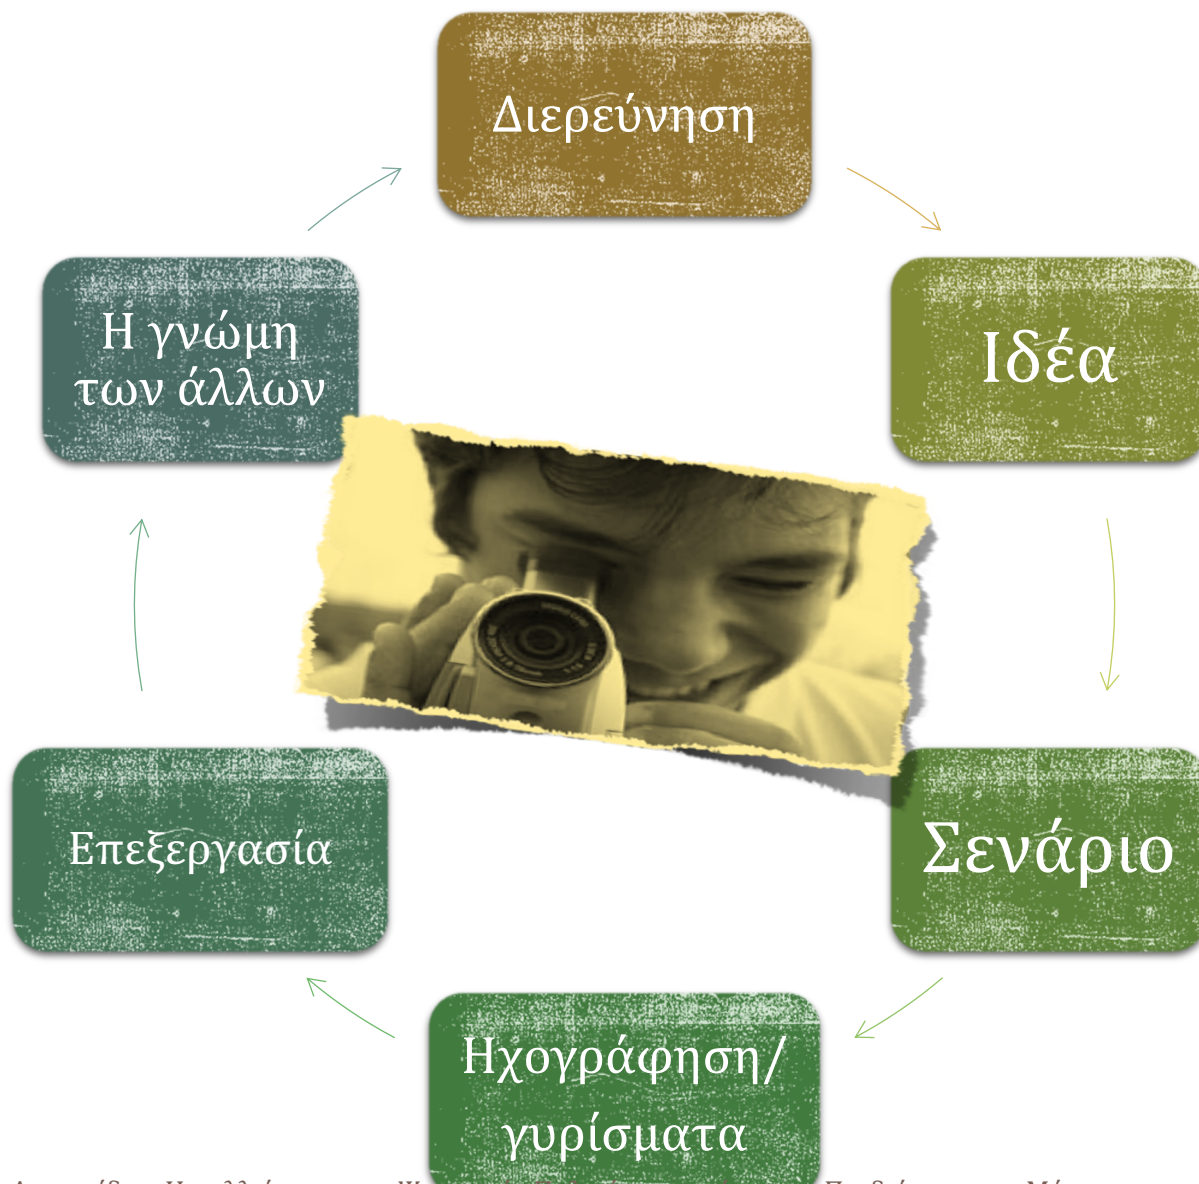 Διερεύνηση
Ιδέα
Σενάριο
Ηχογράφηση/
γυρίσματα
Επεξεργασία
Η γνώμη
των άλλων